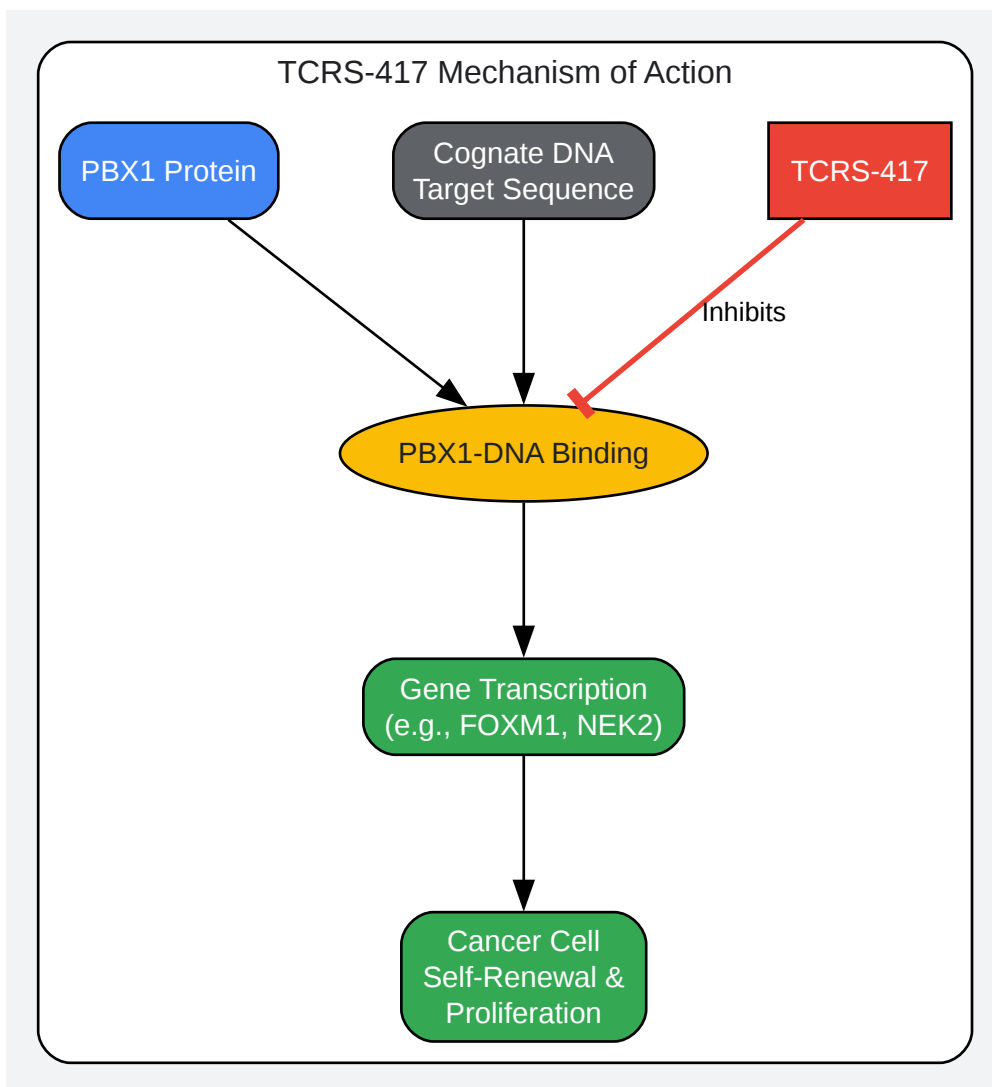 TCRS-417 Mechanism of Action
PBX1 Protein
Cognate DNA
Target Sequence
TCRS-417
Inhibits
PBX1-DNA Binding
Gene Transcription
(e.g., FOXM1, NEK2)
Cancer Cell
Self-Renewal &
Proliferation